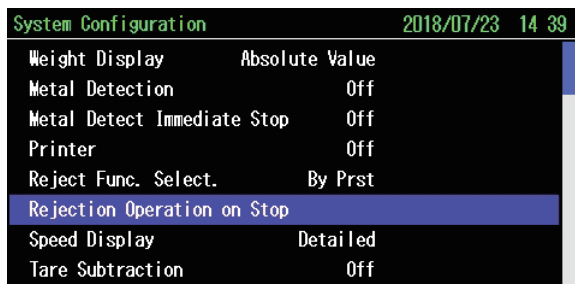 System Configuration 2018/07/23 14 39
Weight Display Absolute Value
Metal Detection Off
Metal Detect Immediate Stop Off
Printer Off
Reject Func. Select. By Prst
Rejection Operation on Stop
Speed Display Detailed
Tare Subtraction Off